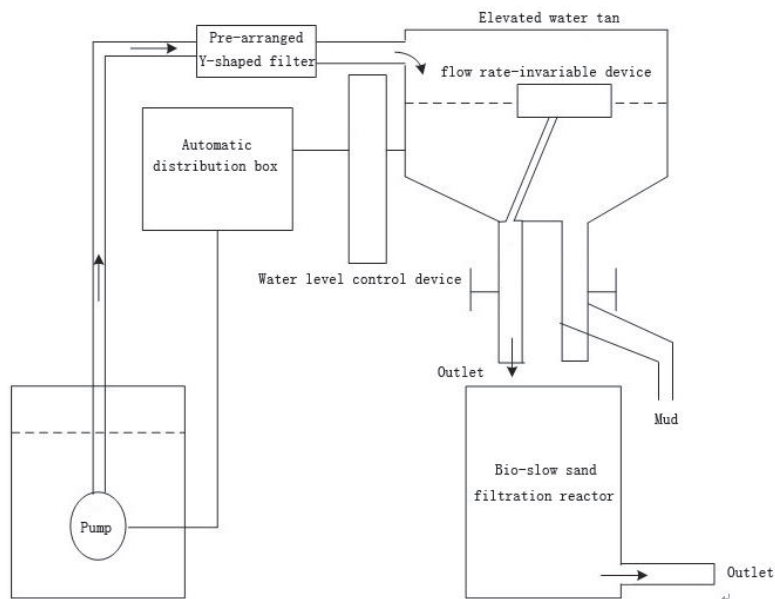 Elevated water tan
Pre-arranged
Y-shaped filter
flow rate-invariable device
Automatic
distribution box
Water level control device
Outlet
Mud
Bio-slow sand
filtration reactor
Pump
Outlet